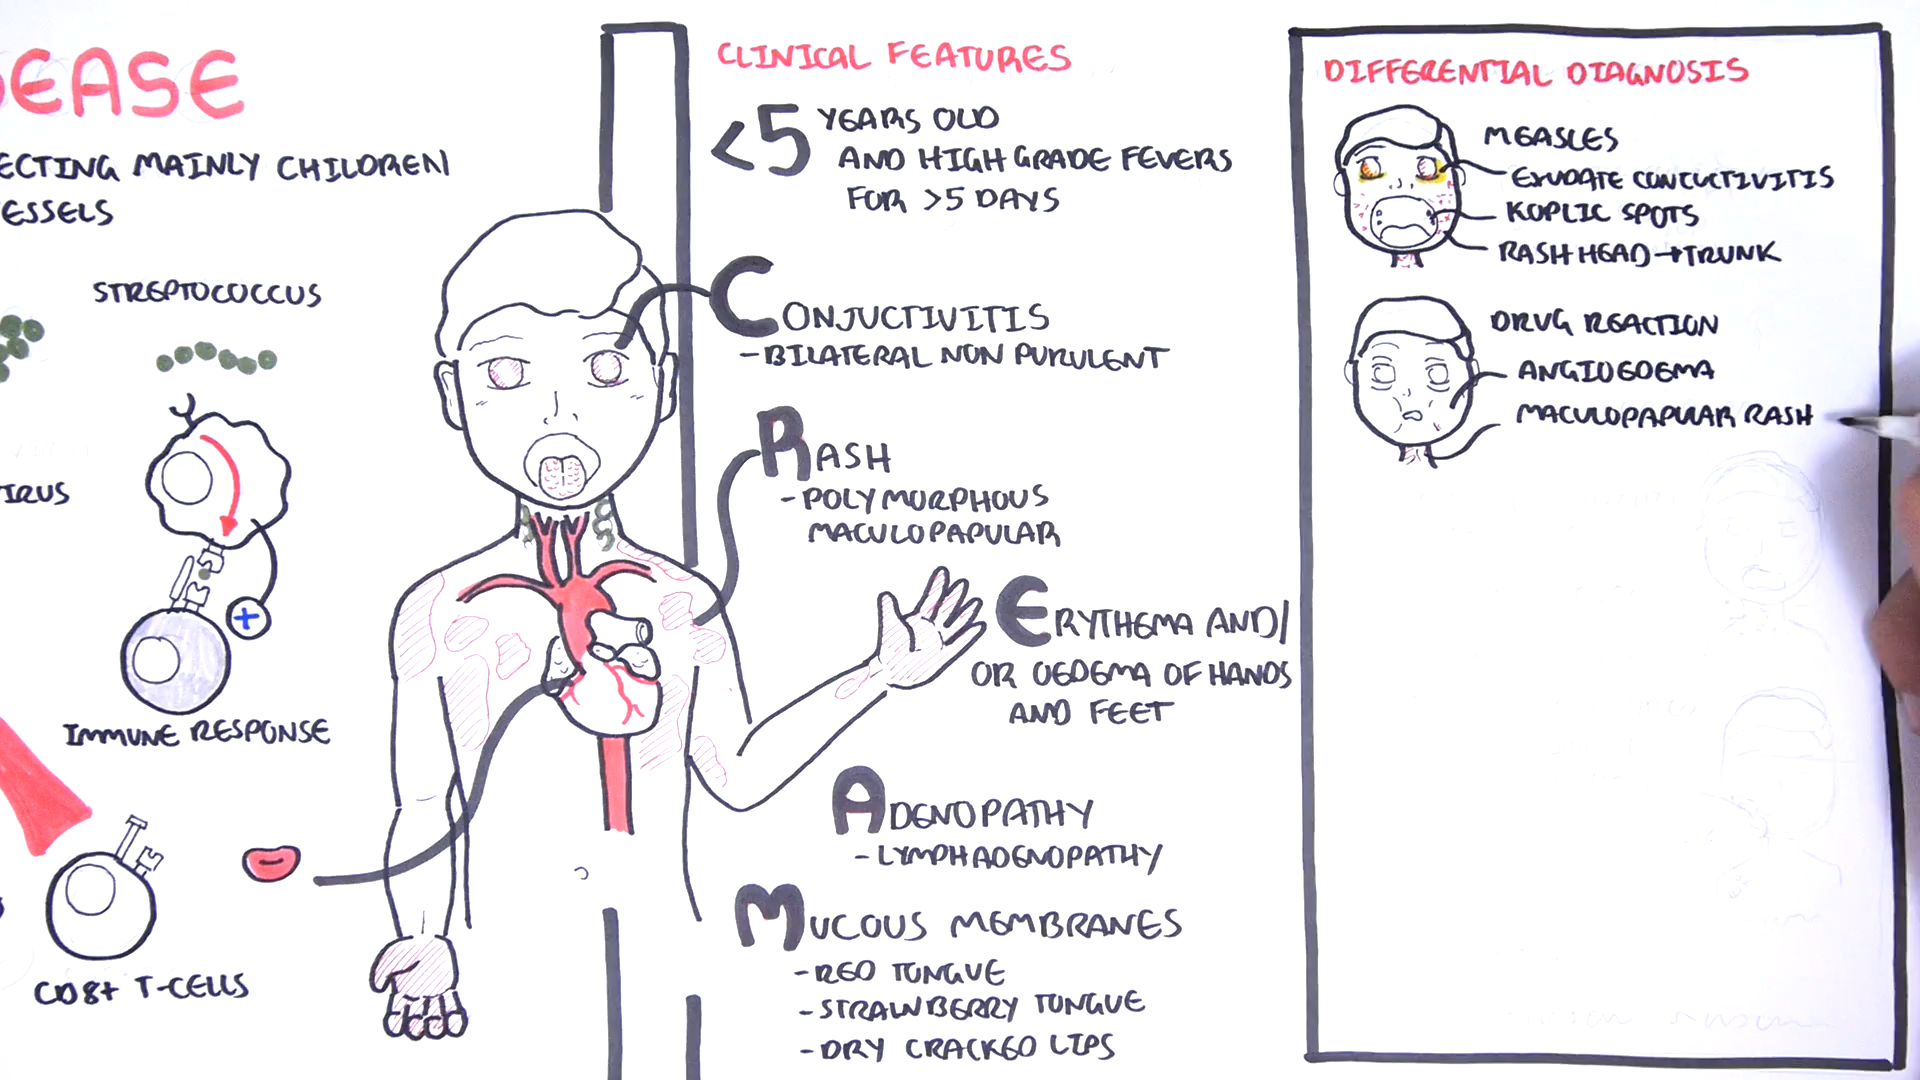 EASE
ECTING MAINLY CHILDREN
ESSELS
STREPTOCOCCUS
IRUS
IMMUNE RESPONSE
+
CD8+ T-CELLS
CLINICAL FEATURES
<5 YEARS OLD
AND HIGH GRADE FEVERS
FOR >5 DAYS
CONJUCTIVITIS
- BILATERAL NON PURULENT
RASH
- POLYMORPHOUS
MACULOPAPULAR
ERYTHEMA AND/
OR OEDEMA OF HANDS
AND FEET
ADENOPATHY
- LYMPHADENOPATHY
MUCOUS MEMBRANES
- RED TONGUE
- STRAWBERRY TONGUE
- DRY CRACKED LIPS
DIFFERENTIAL DIAGNOSIS
MEASLES
EXUDATE CONJUCTIVITIS
KOPLIC SPOTS
RASH HEAD → TRUNK
DRUG REACTION
ANGIOEDEMA
MACULOPAPULAR RASH